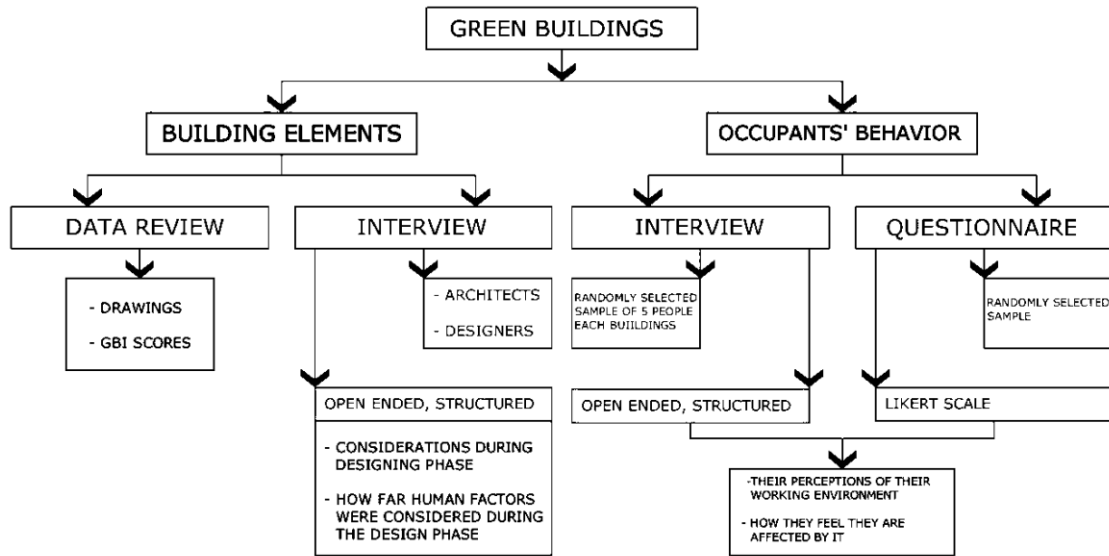 GREEN BUILDINGS
BUILDING ELEMENTS
OCCUPANTS' BEHAVIOR
DATA REVIEW
INTERVIEW
INTERVIEW
QUESTIONNAIRE
- DRAWINGS
- GBI SCORES
- ARCHITECTS
- DESIGNERS
RANDOMLY SELECTED
SAMPLE OF 5 PEOPLE
EACH BUIILDINGS
RANDOMLY SELECTED
SAMPLE
OPEN ENDED, STRUCTURED
- CONSIDERATIONS DURING
DESIGNING PHASE
- HOW FAR HUMAN FACTORS
WERE CONSIDERED DURING
THE DESIGN PHASE
OPEN ENDED, STRUCTURED
LIKERT SCALE
-THEIR PERCEPTIONS OF THEIR
WORKING ENVIRONMENT
- HOW THEY FEEL THEY ARE
AFFECTED BY IT